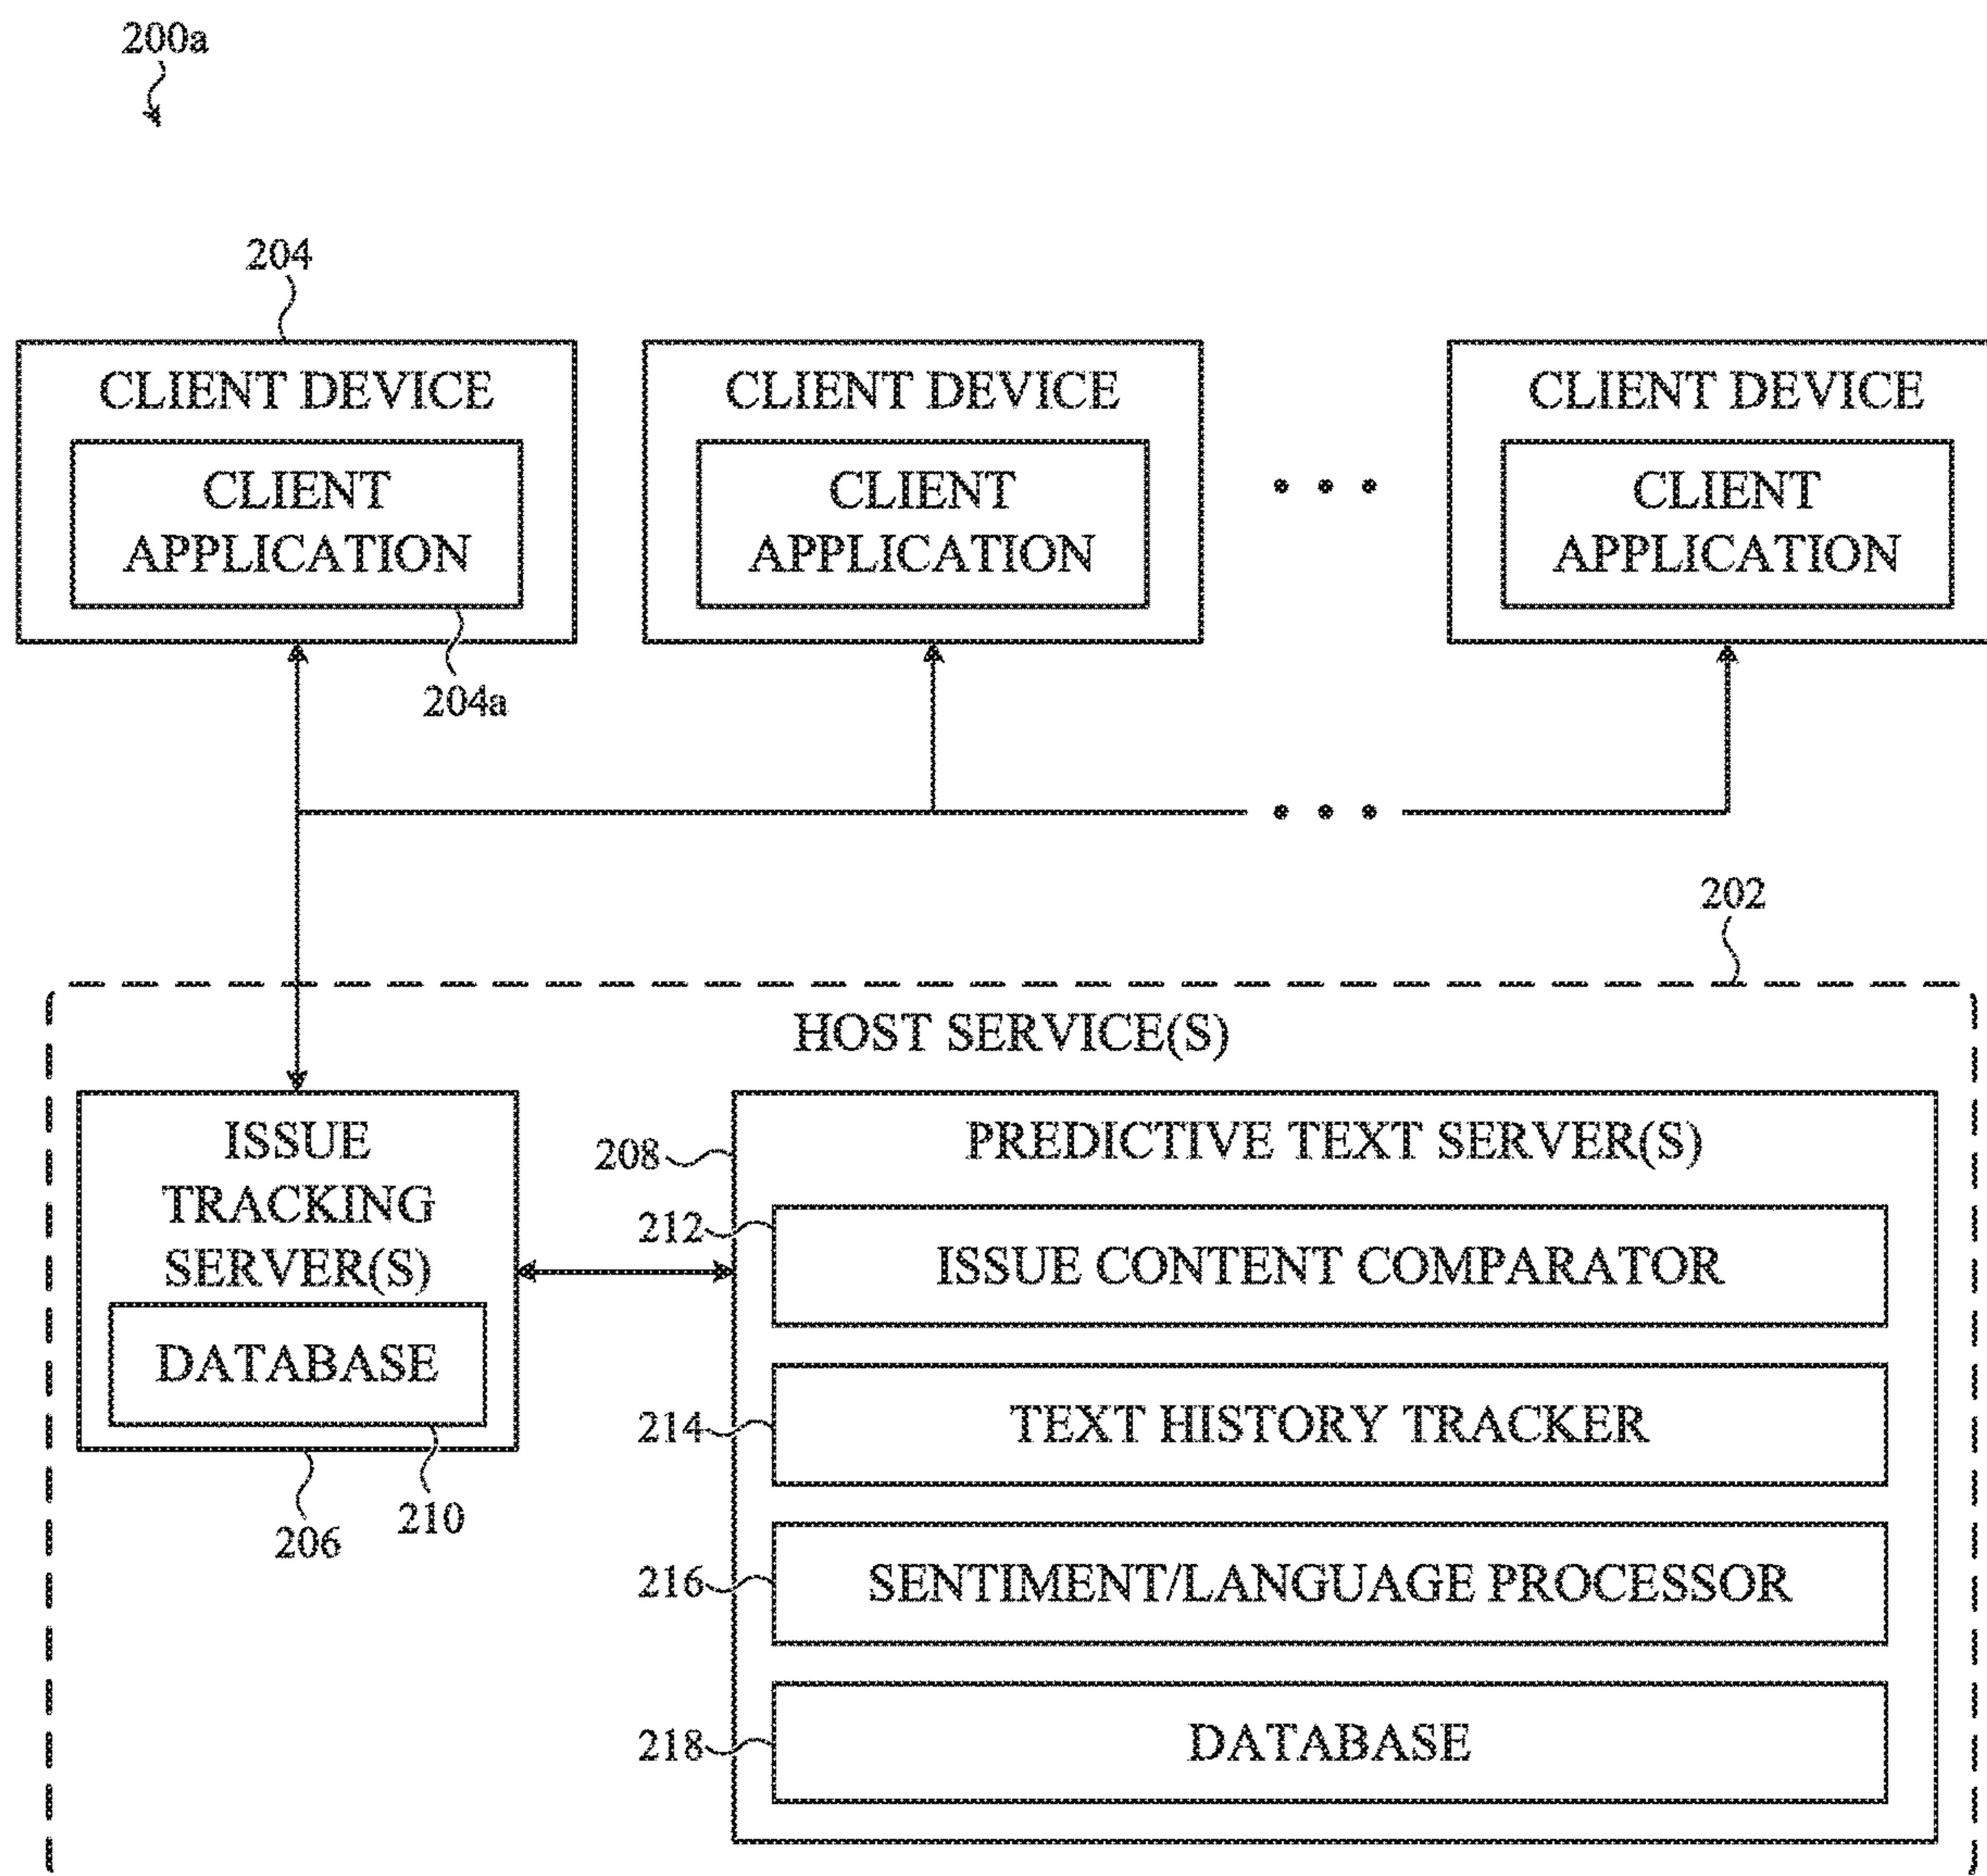 200a
204
CLIENT DEVICE
CLIENT
APPLICATION
204a
CLIENT DEVICE
CLIENT
APPLICATION
CLIENT DEVICE
CLIENT
APPLICATION
202
HOST SERVICE(S)
ISSUE
TRACKING
SERVER(S)
DATABASE
206
210
208
PREDICTIVE TEXT SERVER(S)
212
ISSUE CONTENT COMPARATOR
214
TEXT HISTORY TRACKER
216
SENTIMENT/LANGUAGE PROCESSOR
218
DATABASE